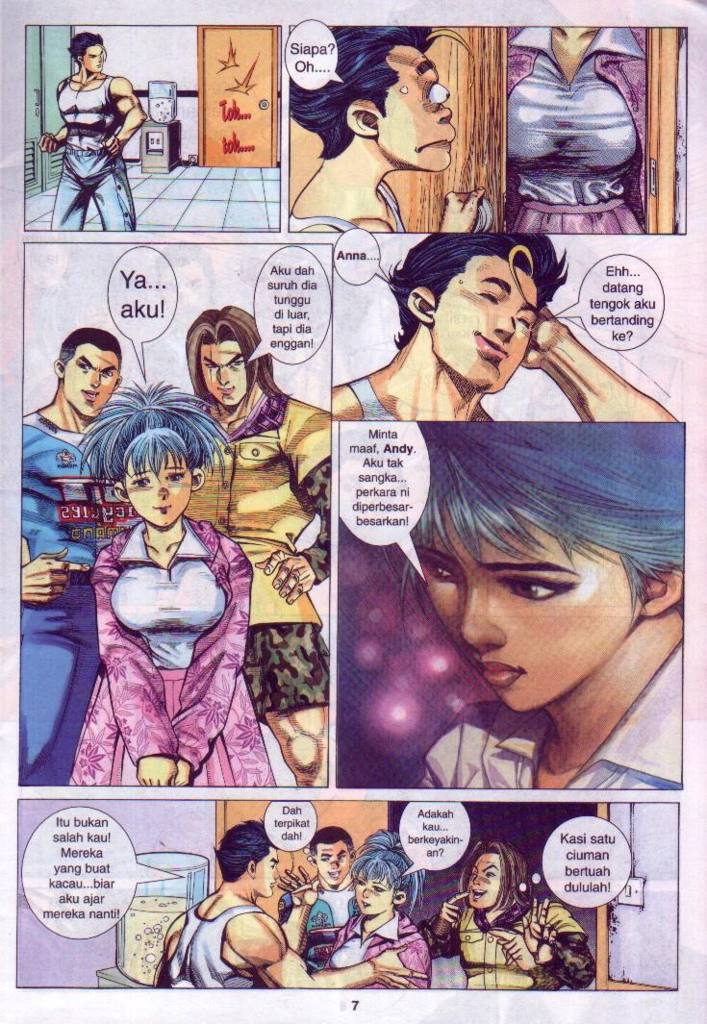 Tok...
tok...
Siapa?
Oh....
Ya...
aku!
Aku dah
suruh dia
tunggu
di luar,
tapi dia
enggan!
Anna....
Ehh...
datang
tengok aku
bertanding
ke?
Minta
maaf, Andy.
Aku tak
sangka...
perkara ni
diperbesar-
besarkan!
Itu bukan
salah kau!
Mereka
yang buat
kacau...biar
aku ajar
mereka nanti!
Dah
terpikat
dah!
Adakah
kau...
berkeyakin-
an?
Kasi satu
ciuman
bertuah
dululah!
7